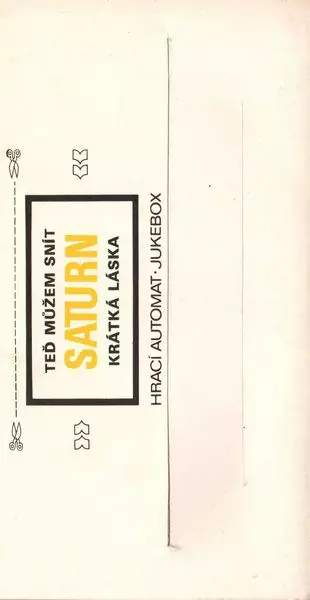 TEĎ MŮŽEM SNÍT
SATURN
KRÁTKÁ LÁSKA
HRACÍ AUTOMAT·JUKEBOX